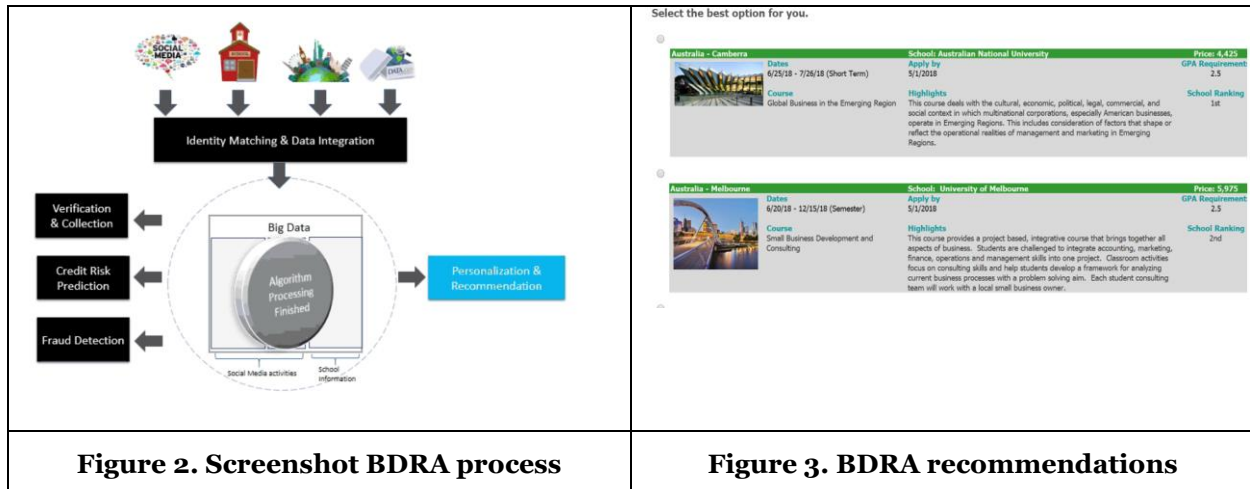 SOCIAL
MEDIA
SCHOOL
DATA
Identity Matching & Data Integration
Verification
& Collection
Credit Risk
Prediction
Fraud Detection
Big Data
Algorithm
Processing
Finished
Personalization &
Recommendation
Social Media activities
School
Information
Figure 2. Screenshot BDRA process
Select the best option for you.
Australia - Camberra School: Australian National University Price: 4,425
Dates Apply by GPA Requirement:
6/25/18 - 7/26/18 (Short Term) 5/1/2018 2.5
Course Highlights School Ranking
Global Business in the Emerging Region This course deals with the cultural, economic, political, legal, commercial, and 1st
social context in which multinational corporations, especially American businesses,
operate in Emerging Regions. This includes consideration of factors that shape or
reflect the operational realities of management and marketing in Emerging
Regions.
Australia - Melbourne School: University of Melbourne Price: 5,975
Dates Apply by GPA Requirement
6/20/18 - 12/15/18 (Semester) 5/1/2018 2.5
Course Highlights School Ranking
Small Business Development and This course provides a project based, integrative course that brings together all 2nd
Consulting aspects of business. Students are challenged to integrate accounting, marketing,
finance, operations and management skills into one project. Classroom activities
focus on consulting skills and help students develop a framework for analyzing
current business processes with a problem solving aim. Each student consulting
team will work with a local small business owner.
Figure 3. BDRA recommendations